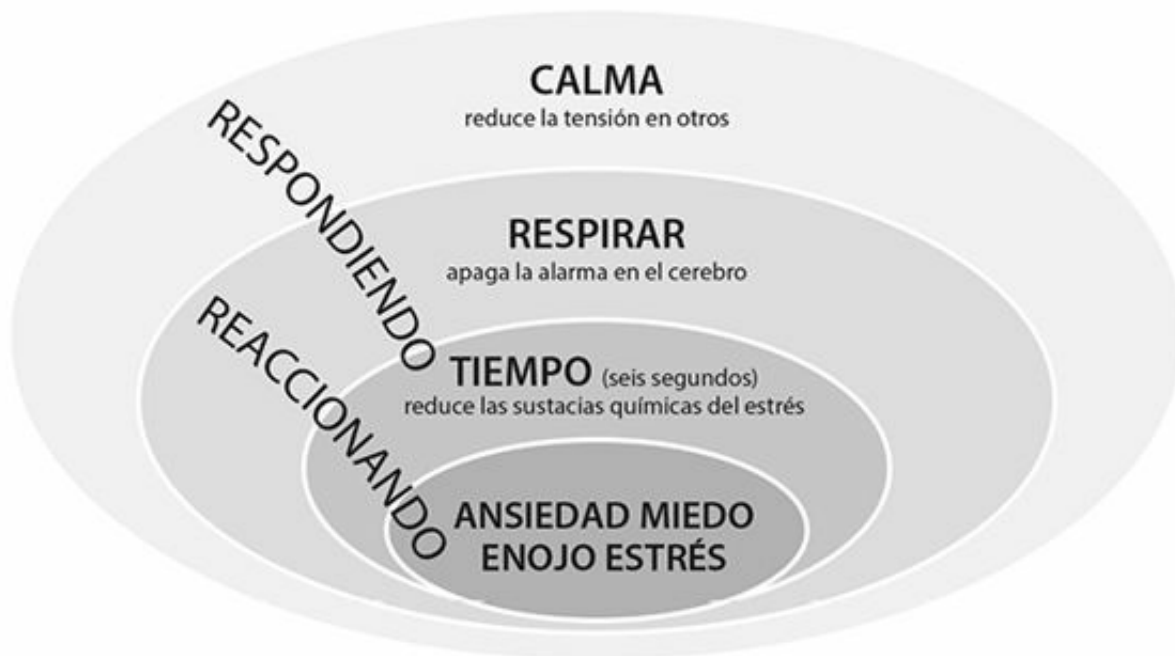 CALMA
reduce la tensión en otros
RESPONDIENDO
RESPIRAR
apaga la alarma en el cerebro
REACCIONANDO
TIEMPO (seis segundos)
reduce las sustacias químicas del estrés
ANSIEDAD MIEDO
ENOJO ESTRÉS